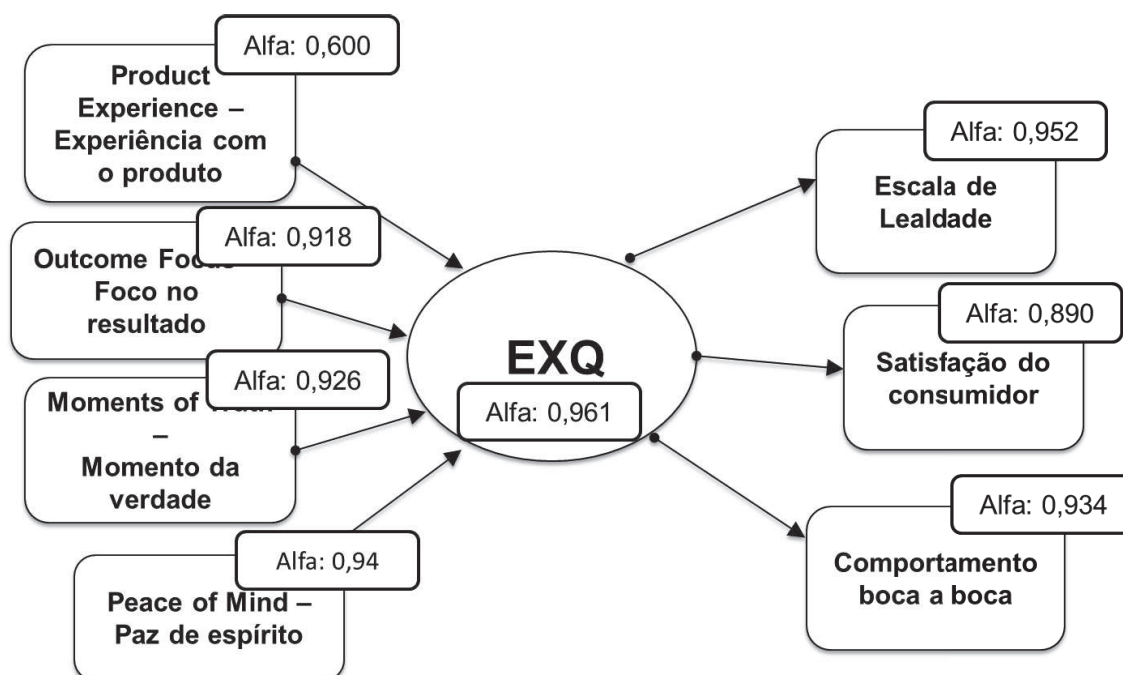 Alfa: 0,600
Product
Experience –
Experiência com
o produto
Alfa: 0,918
Outcome Focus
Foco no
resultado
Alfa: 0,926
Moments of
–
Momento da
verdade
Alfa: 0,94
Peace of Mind –
Paz de espírito
EXQ
Alfa: 0,961
Alfa: 0,952
Escala de
Lealdade
Alfa: 0,890
Satisfação do
consumidor
Alfa: 0,934
Comportamento
boca a boca